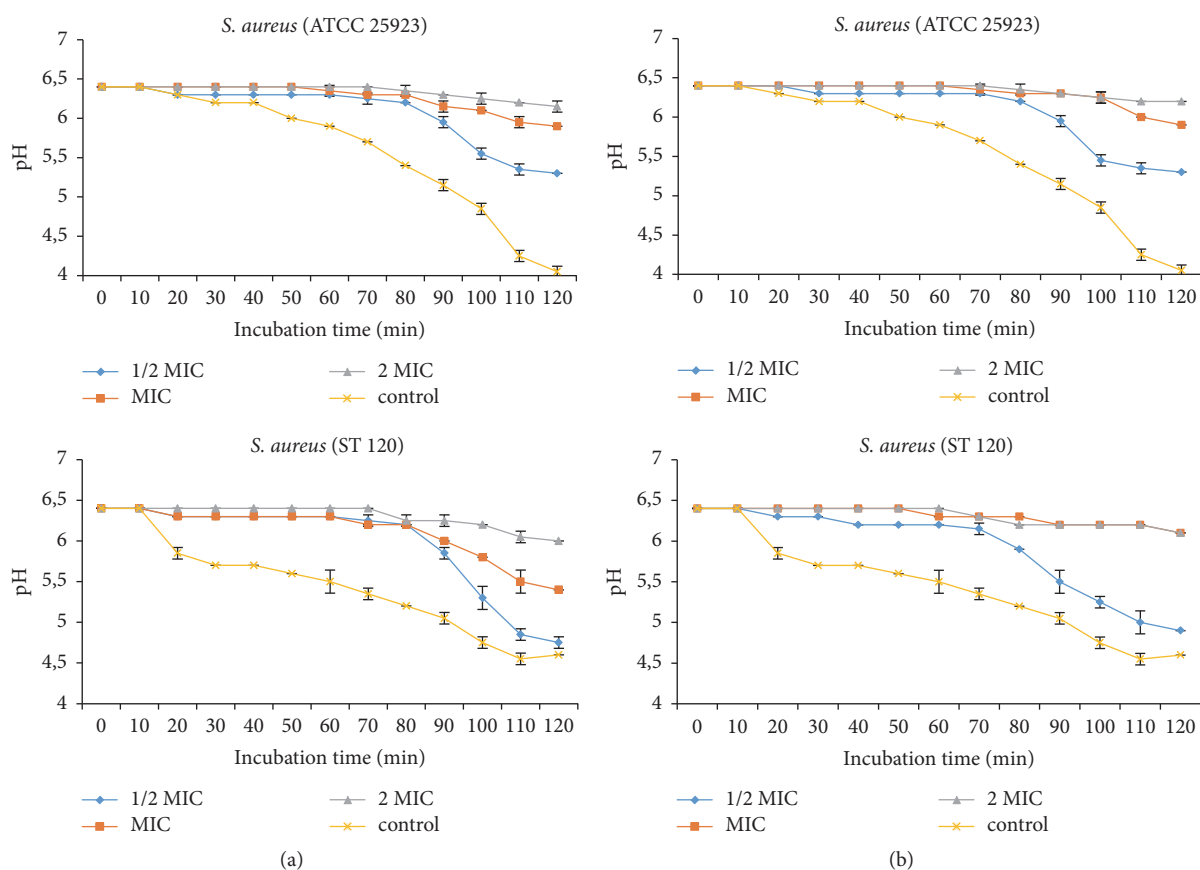 S. aureus (ATCC 25923)
7
6,5
6
5,5
5
4,5
4
pH
0 10 20 30 40 50 60 70 80 90 100 110 120
Incubation time (min)
1/2 MIC 2 MIC
MIC control
S. aureus (ATCC 25923)
7
6,5
6
5,5
5
4,5
4
pH
0 10 20 30 40 50 60 70 80 90 100 110 120
Incubation time (min)
1/2 MIC 2 MIC
MIC control
S. aureus (ST 120)
7
6,5
6
5,5
5
4,5
4
pH
0 10 20 30 40 50 60 70 80 90 100 110 120
Incubation time (min)
1/2 MIC 2 MIC
MIC control
(a)
S. aureus (ST 120)
7
6,5
6
5,5
5
4,5
4
pH
0 10 20 30 40 50 60 70 80 90 100 110 120
Incubation time (min)
1/2 MIC 2 MIC
MIC control
(b)